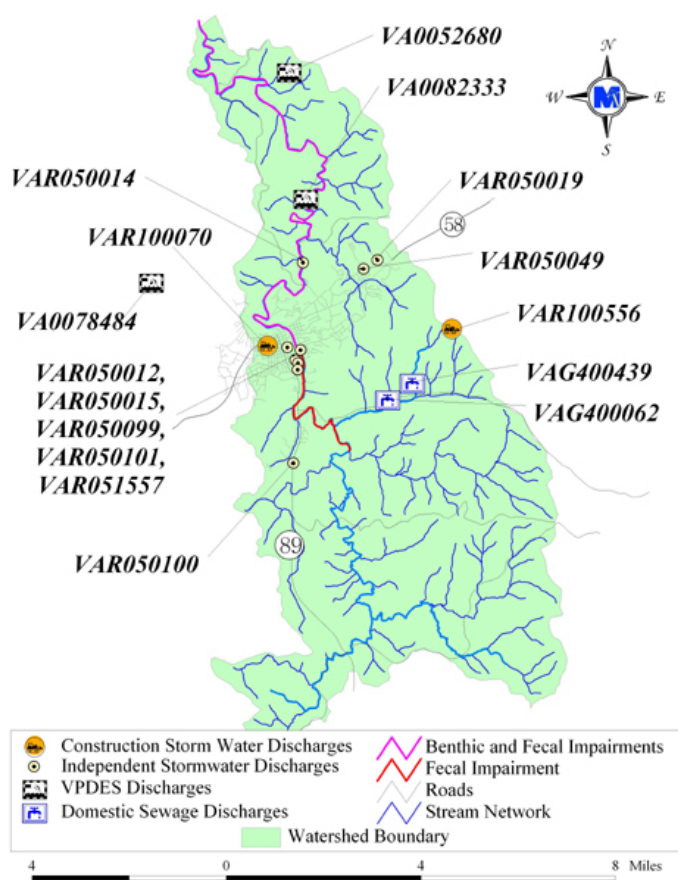 VA0052680
N
VA0082333
W
M
E
S
VAR050014
VAR050019
58
VAR100070
VAR050049
VA0078484
VAR100556
VAR050012,
VAR050015,
VAR050099,
VAR050101,
VAR051557
VAG400439
VAG400062
VAR050100
89
Construction Storm Water Discharges
Independent Stormwater Discharges
VPDES Discharges
Domestic Sewage Discharges
Benthic and Fecal Impairments
Fecal Impairment
Roads
Stream Network
Watershed Boundary
4 0 4 8 Miles